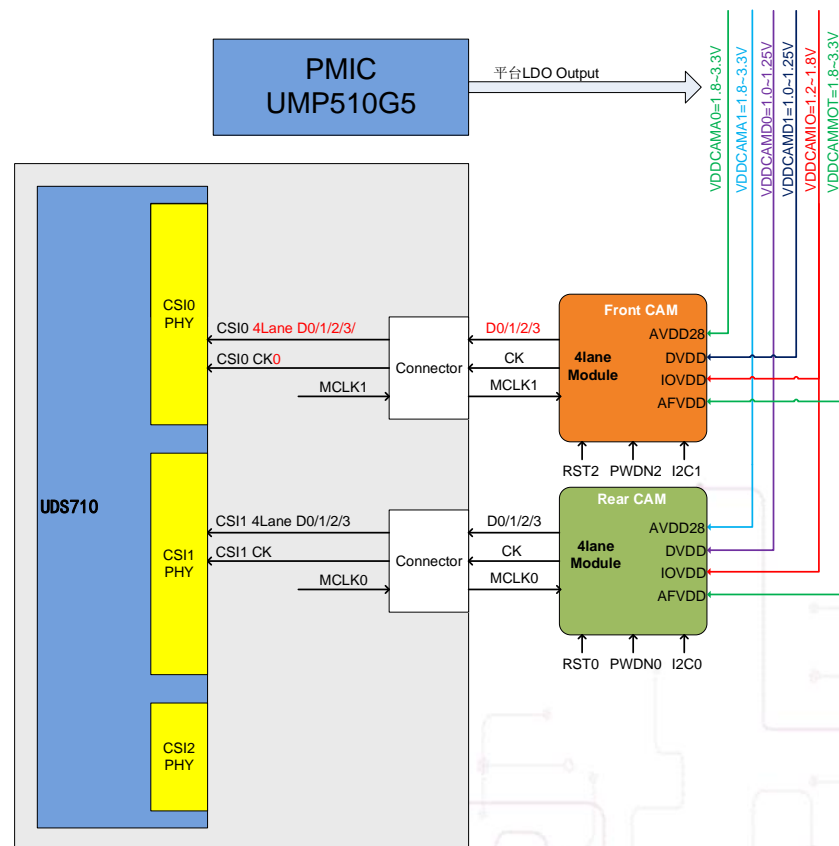 PMIC
UMP510G5
平台LDO Output
VDDCAMA0=1.8~3.3V
VDDCAMA1=1.8~3.3V
VDDCAMD0=1.0~1.25V
VDDCAMD1=1.0~1.25V
VDDCAMIO=1.2~1.8V
VDDCAMMOT=1.8~3.3V
UDS710
CSI0
PHY
CSI0 4Lane D0/1/2/3/
CSI0 CK0
MCLK1
Connector
D0/1/2/3
CK
MCLK1
Front CAM
4lane
Module
AVDD28
DVDD
IOVDD
AFVDD
RST2
PWDN2
I2C1
CSI1
PHY
CSI1 4Lane D0/1/2/3
CSI1 CK
MCLK0
Connector
D0/1/2/3
CK
MCLK0
Rear CAM
4lane
Module
AVDD28
DVDD
IOVDD
AFVDD
RST0
PWDN0
I2C0
CSI2
PHY